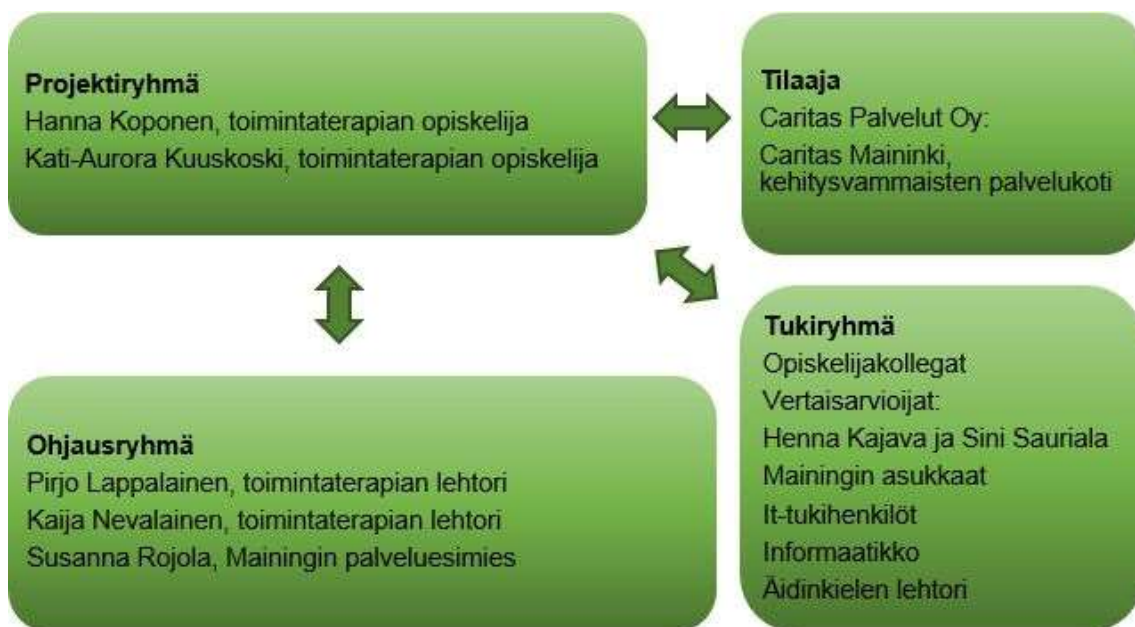 Projektiryhmä
Hanna Koponen, toimintaterapian opiskelija
Kati-Aurora Kuuskoski, toimintaterapian opiskelija
Tilaaja
Caritas Palvelut Oy:
Caritas Maininki,
kehitysvammaisten palvelukoti
Ohjausryhmä
Pirjo Lappalainen, toimintaterapian lehtori
Kaija Nevalainen, toimintaterapian lehtori
Susanna Rojola, Mainingin palveluesimies
Tukiryhmä
Opiskelijakollegat
Vertaisarvioijat:
Henna Kajava ja Sini Sauriala
Mainingin asukkaat
It-tukihenkilöt
Informaatikko
Äidinkielen lehtori